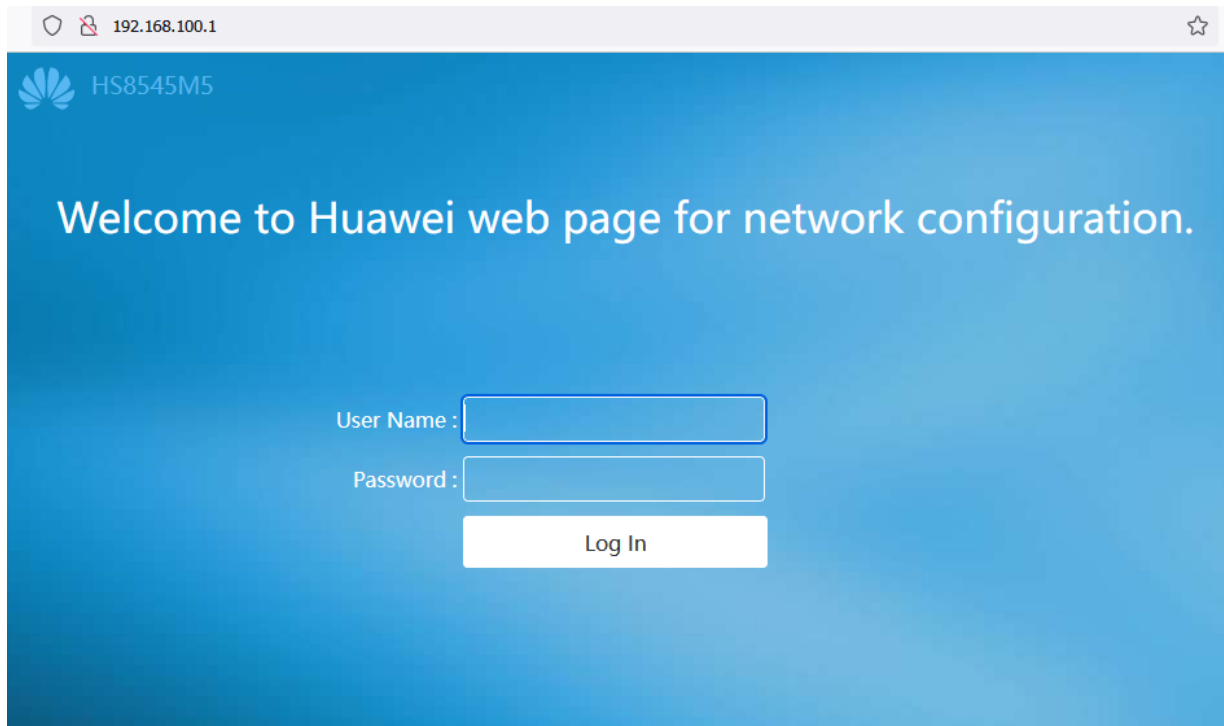 192.168.100.1
HS8545M5
Welcome to Huawei web page for network configuration.
User Name :
Password :
Log In